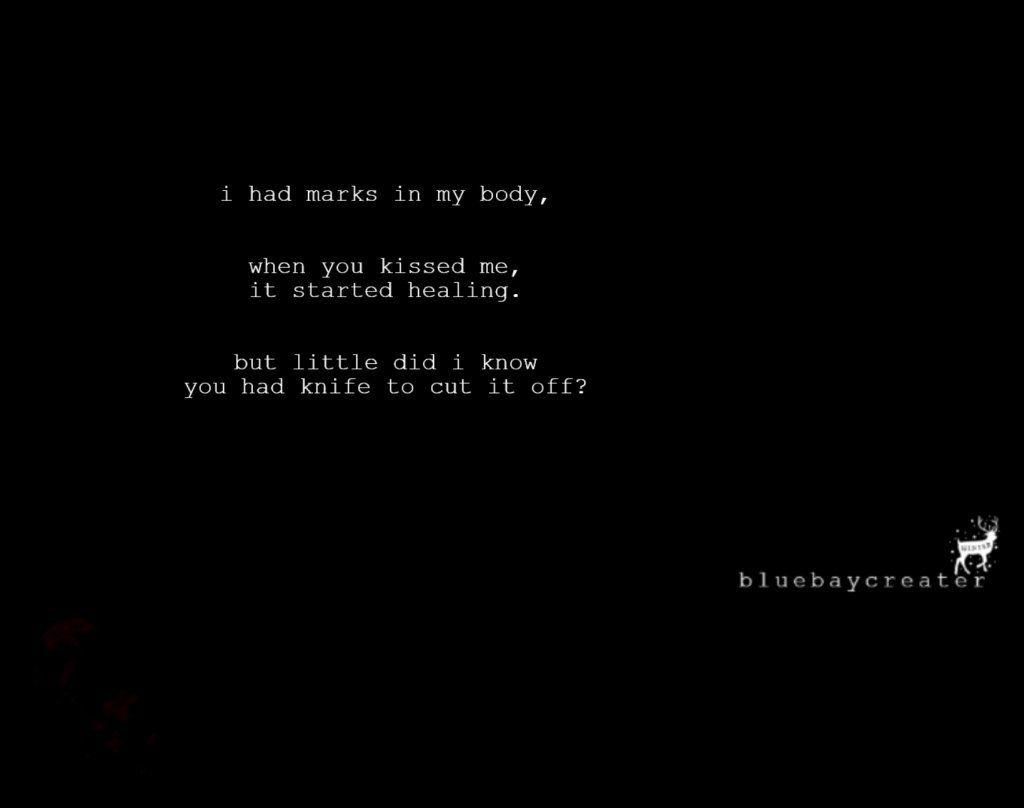 i had marks in my body,
when you kissed me,
it started healing.
but little did i know
you had knife to cut it off?
WINTER
bluebaycreater